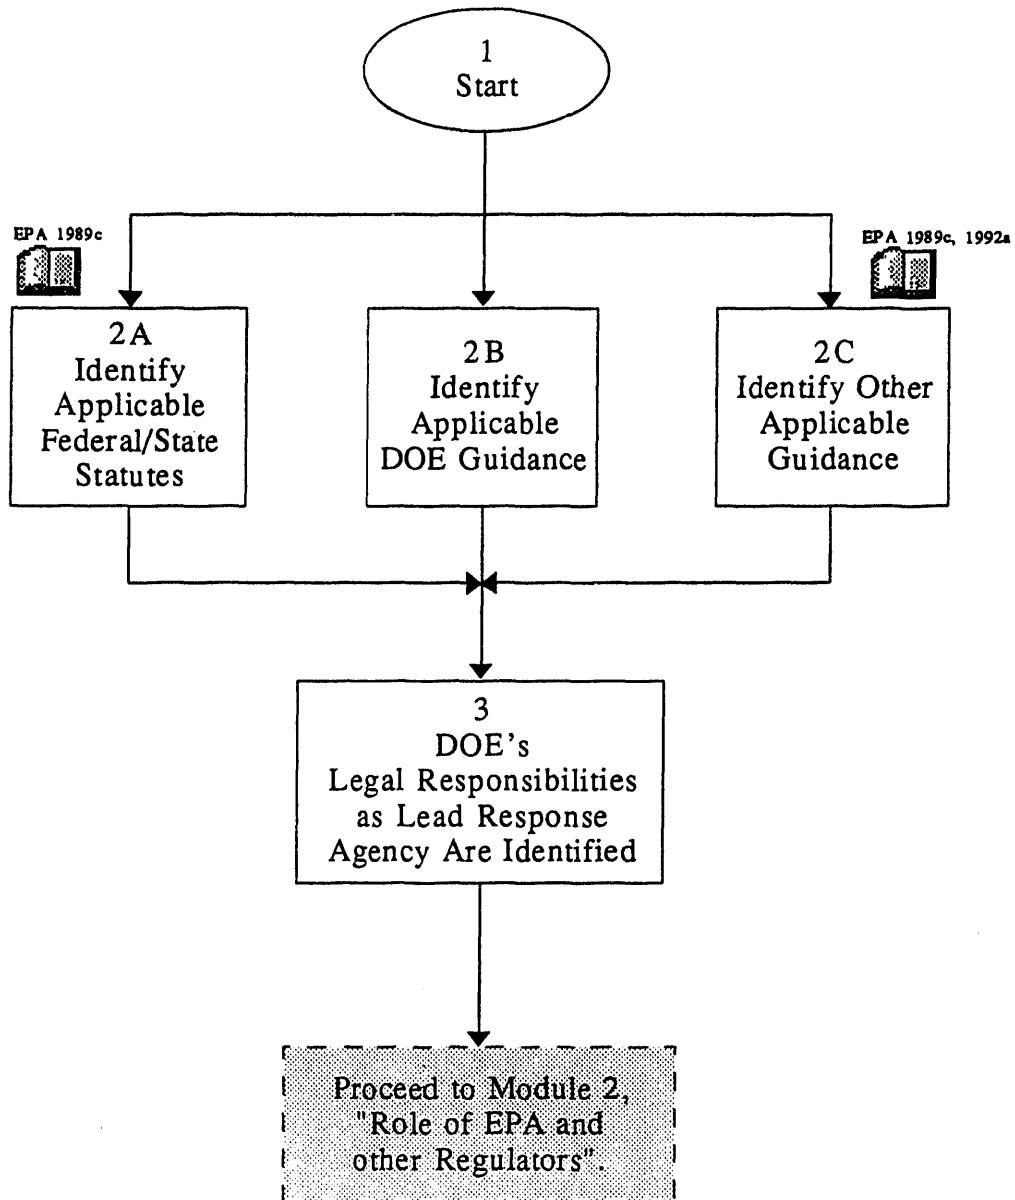 1
Start
EPA 1989c
EPA 1989c, 1992a
2A
Identify
Applicable
Federal/State
Statutes
2B
Identify
Applicable
DOE Guidance
2C
Identify Other
Applicable
Guidance
3
DOE's
Legal Responsibilities
as Lead Response
Agency Are Identified
Proceed to Module 2,
"Role of EPA and
other Regulators".